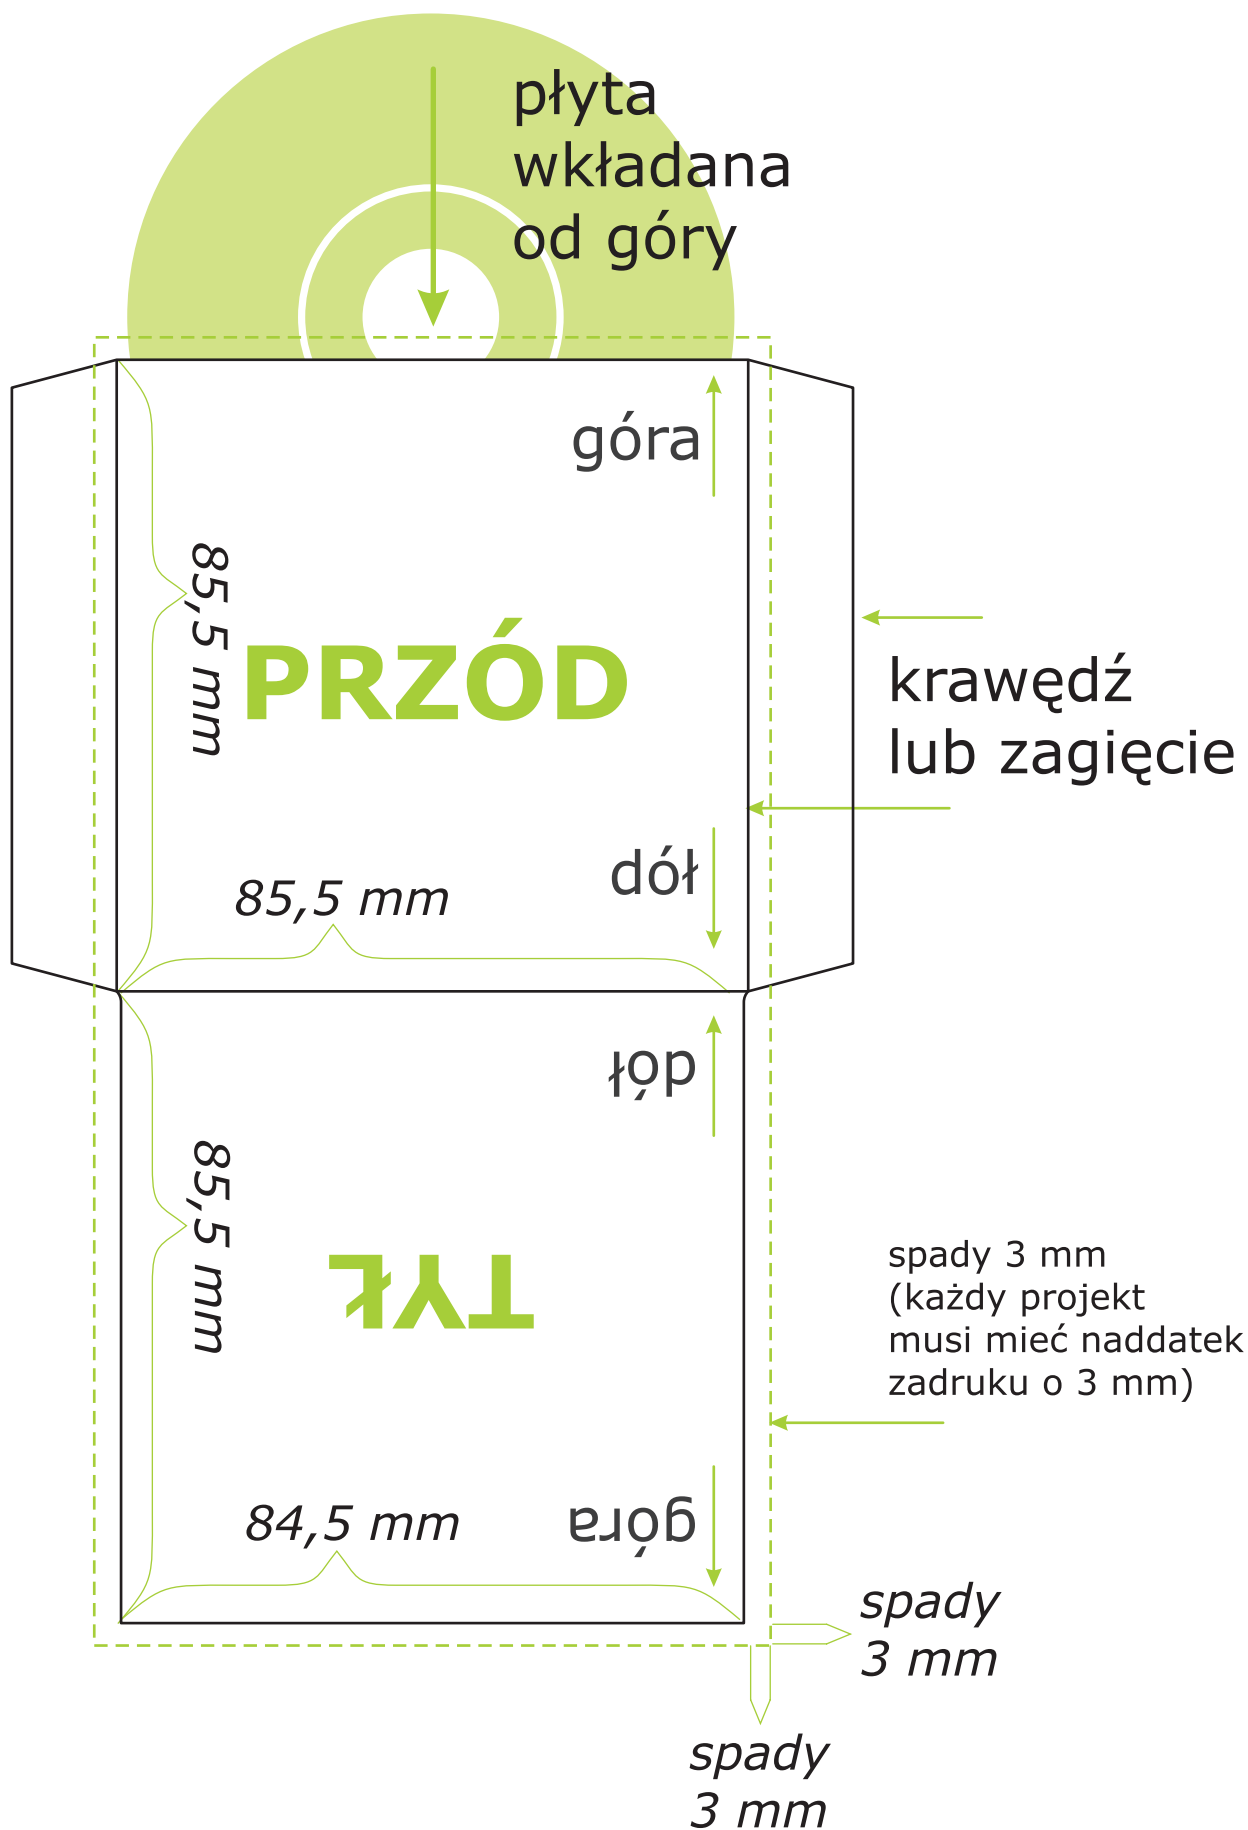 płyta
wkładana
od góry
góra
85,5 mm
PRZÓD
krawędź
lub zagięcie
dół
85,5 mm
dół
85,5 mm
spady 3 mm
(każdy projekt
musi mieć naddatek
zadruku o 3 mm)
TYŁ
84,5 mm
góra
spady
3 mm
spady
3 mm